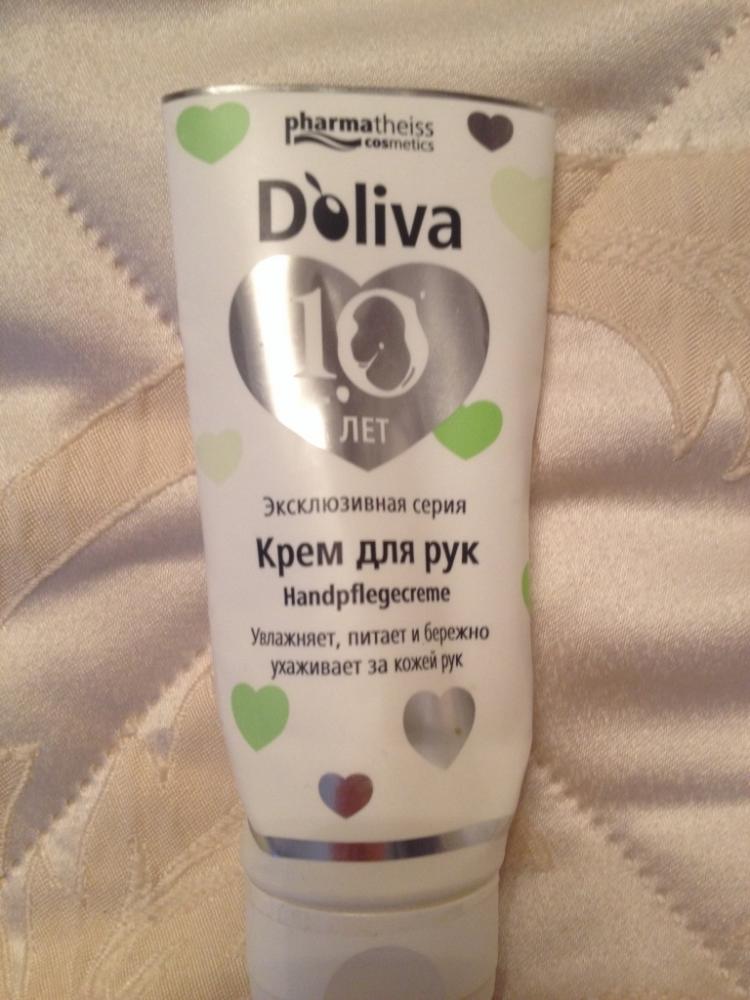 pharmatheiss
cosmetics
D'oliva
10
ЛЕТ
Эксклюзивная серия
Крем для рук
Handpflegecreme
Увлажняет, питает и бережно
ухаживает за кожей рук